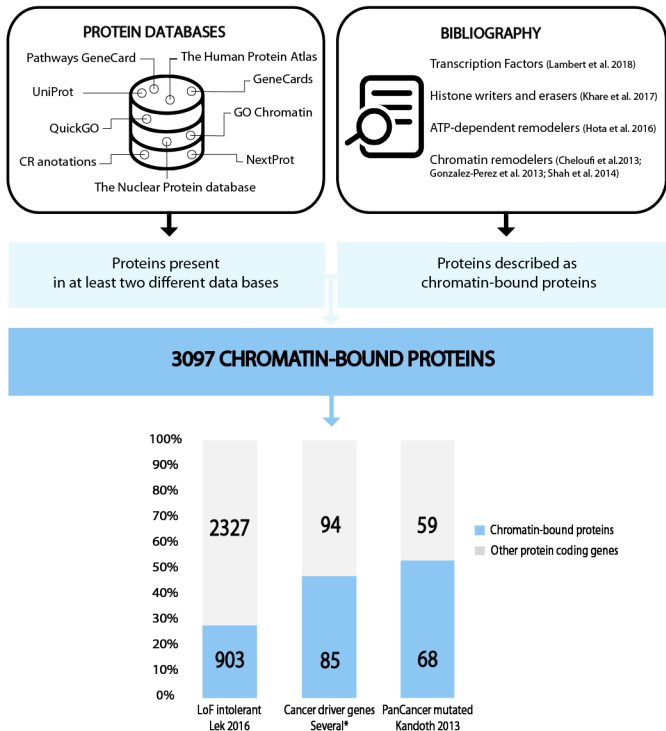 PROTEIN DATABASES
Pathways GeneCard
The Human Protein Atlas
UniProt
GeneCards
QuickGO
GO Chromatin
CR anotations
NextProt
The Nuclear Protein database
BIBLIOGRAPHY
Transcription Factors (Lambert et al. 2018)
Histone writers and erasers (Khare et al. 2017)
ATP-dependent remodelers (Hota et al. 2016)
Chromatin remodelers (Cheloufi et al.2013;
Gonzalez-Perez et al. 2013; Shah et al. 2014)
Proteins present
in at least two different data bases
Proteins described as
chromatin-bound proteins
3097 CHROMATIN-BOUND PROTEINS
100%
90%
80%
70%
60%
50%
40%
30%
20%
10%
0%
2327
94
59
903
85
68
Chromatin-bound proteins
Other protein coding genes
LoF intolerant
Lek 2016
Cancer driver genes
Several*
PanCancer mutated
Kandoth 2013